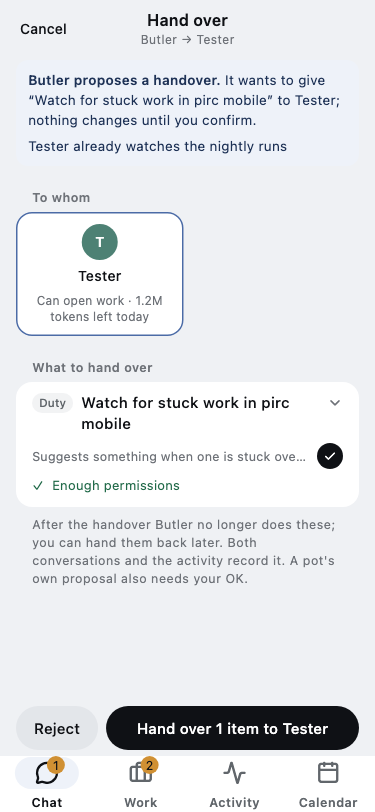 Cancel
Hand over
Butler → Tester
Butler proposes a handover. It wants to give
“Watch for stuck work in pirc mobile” to Tester;
nothing changes until you confirm.
Tester already watches the nightly runs
To whom
T
Tester
Can open work · 1.2M
tokens left today
What to hand over
Duty
Watch for stuck work in pirc
mobile
Suggests something when one is stuck ove…
Enough permissions
After the handover Butler no longer does these;
you can hand them back later. Both
conversations and the activity record it. A pot's
own proposal also needs your OK.
Reject
Hand over 1 item to Tester
1
2
Chat
Work
Activity
Calendar